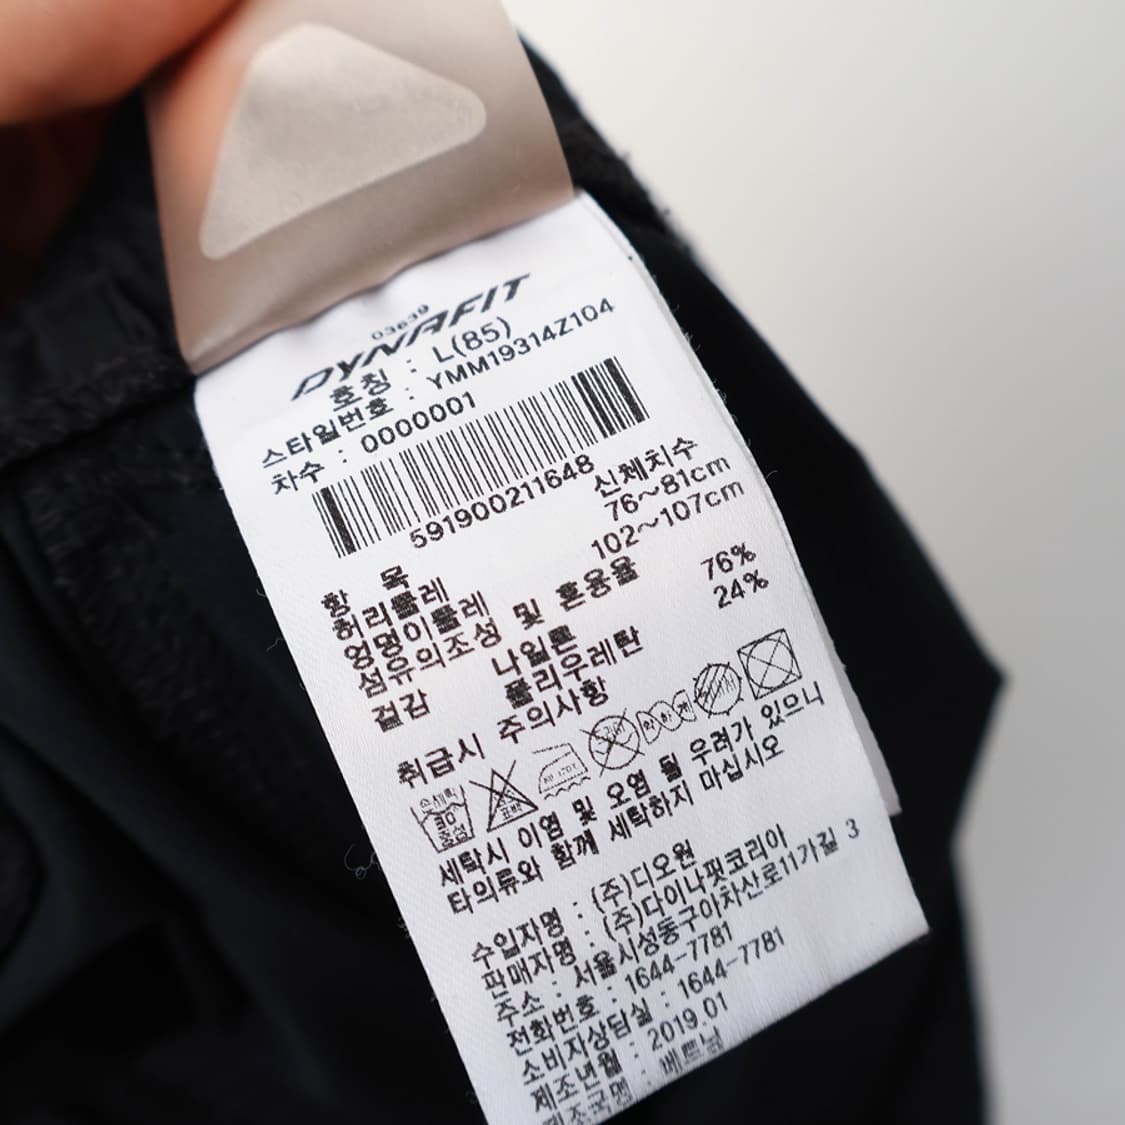 03639
DYNAFIT
호칭 : L(85)
스타일번호 : YMM19314Z104
차수 : 0000001
591900211648
항 목 신체치수
허리둘레 76~81cm
엉덩이둘레 102~107cm
섬유의조성 및 혼용율
겉감 나일론 76%
폴리우레탄 24%
취급시 주의사항
손세탁 30 중성 표백
세탁시 이염 및 오염 될 우려가 있으니
타의류와 함께 세탁하지 마십시오
수입자명 : (주)디오원
판매자명 : (주)다이나핏코리아
주소 : 서울시성동구아차산로11가길 3
전화번호 : 1644-7781
소비자상담실 : 1644-7781
제조년월 : 2019.01
제조국명 : 베트남